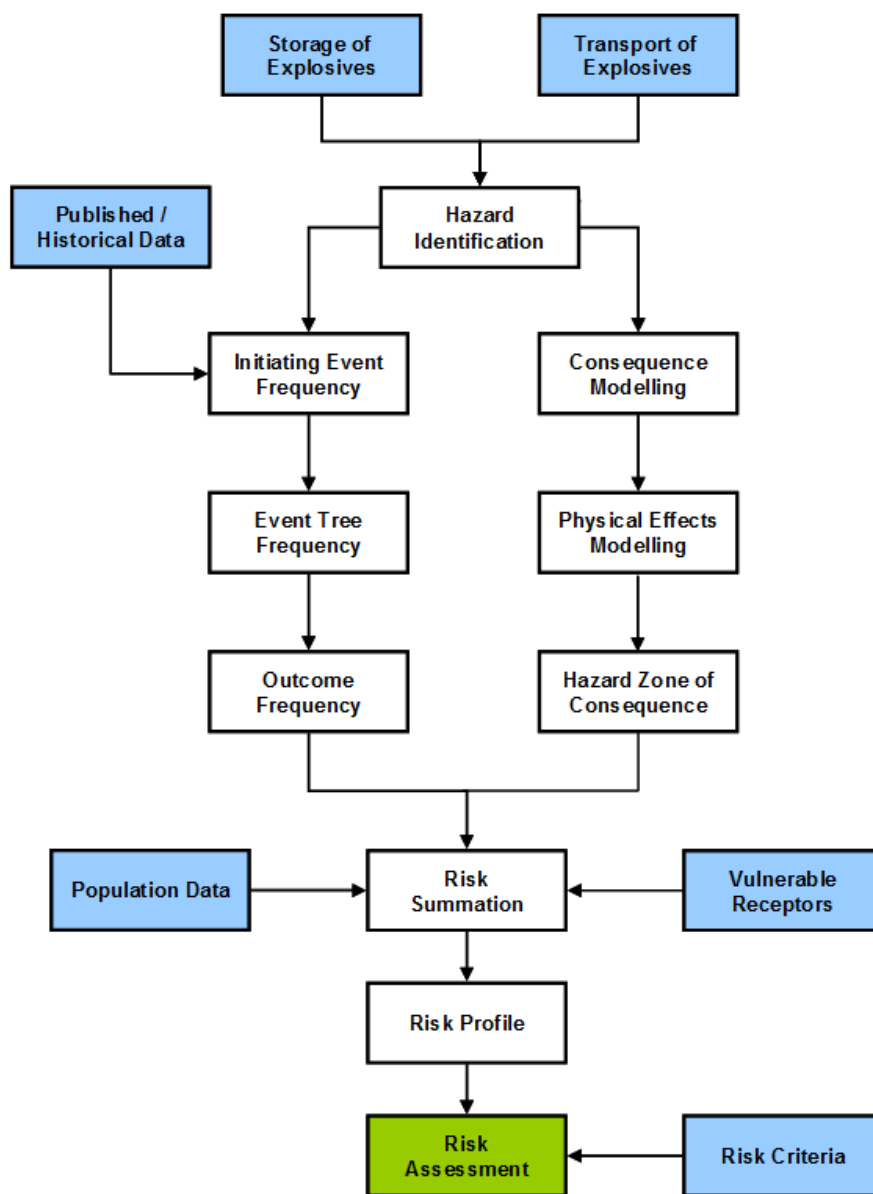 Storage of
Explosives
Transport of
Explosives
Published /
Historical Data
Hazard
Identification
Initiating Event
Frequency
Consequence
Modelling
Event Tree
Frequency
Physical Effects
Modelling
Outcome
Frequency
Hazard Zone of
Consequence
Population Data
Risk
Summation
Vulnerable
Receptors
Risk Profile
Risk
Assessment
Risk Criteria